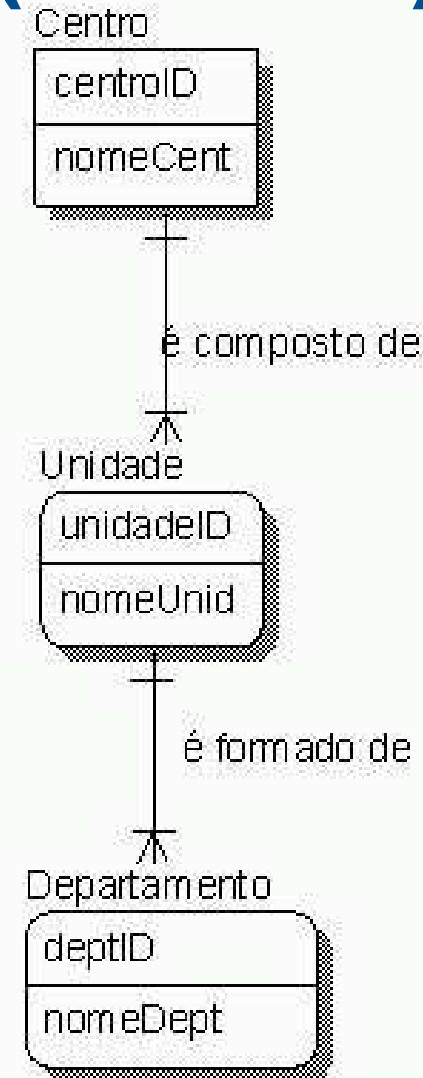 Centro
centroID
nomeCent
é composto de
Unidade
unidadeID
nomeUnid
é formado de
Departamento
deptID
nomeDept